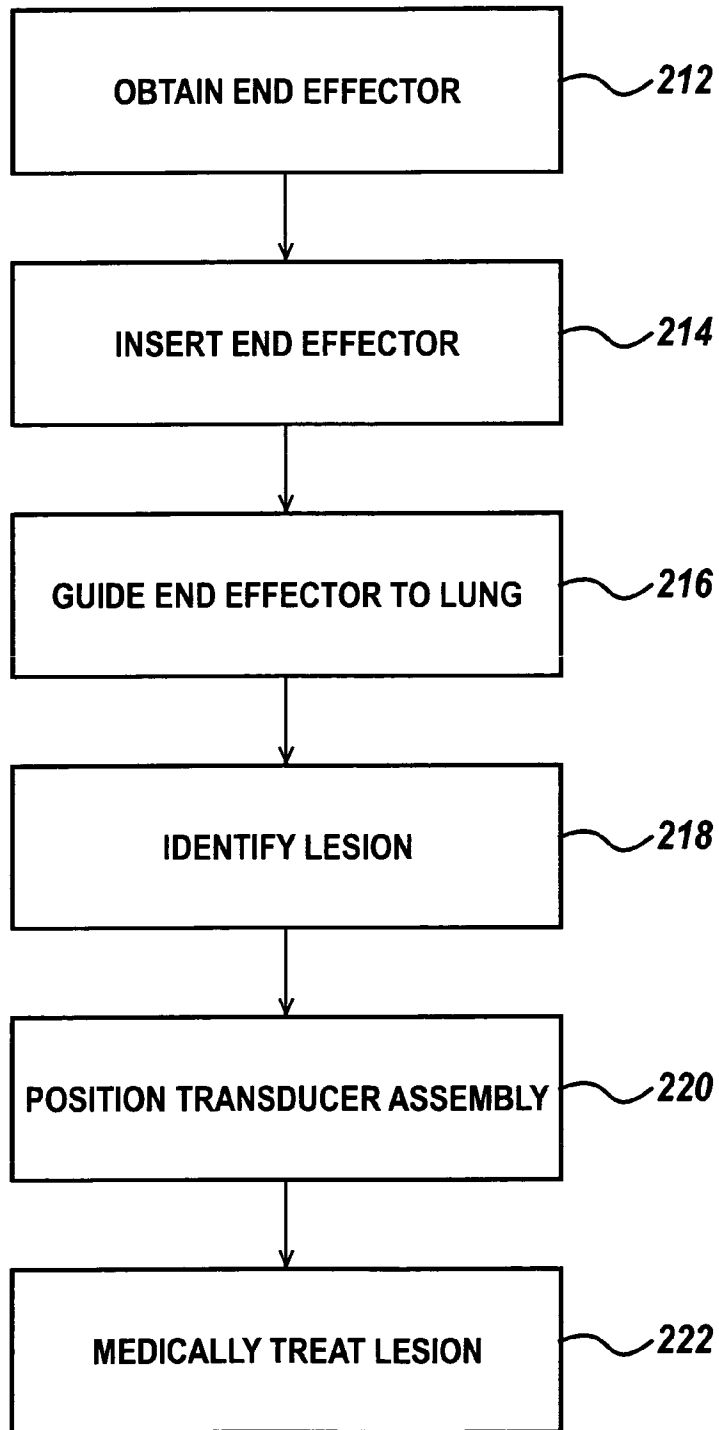 OBTAIN END EFFECTOR 212
INSERT END EFFECTOR 214
GUIDE END EFFECTOR TO LUNG 216
IDENTIFY LESION 218
POSITION TRANSDUCER ASSEMBLY 220
MEDICALLY TREAT LESION 222